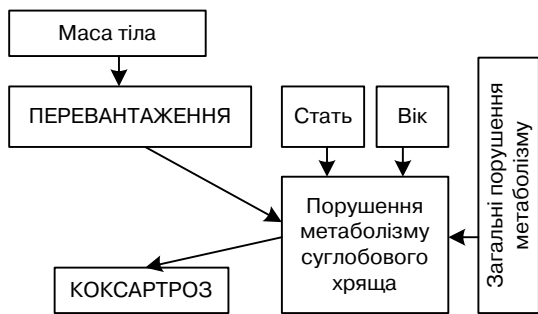 Маса тіла
ПЕРЕВАНТАЖЕННЯ
Стать
Вік
Загальні порушення
метаболізму
Порушення
метаболізму
суглобового
хряща
КОКСАРТРОЗ